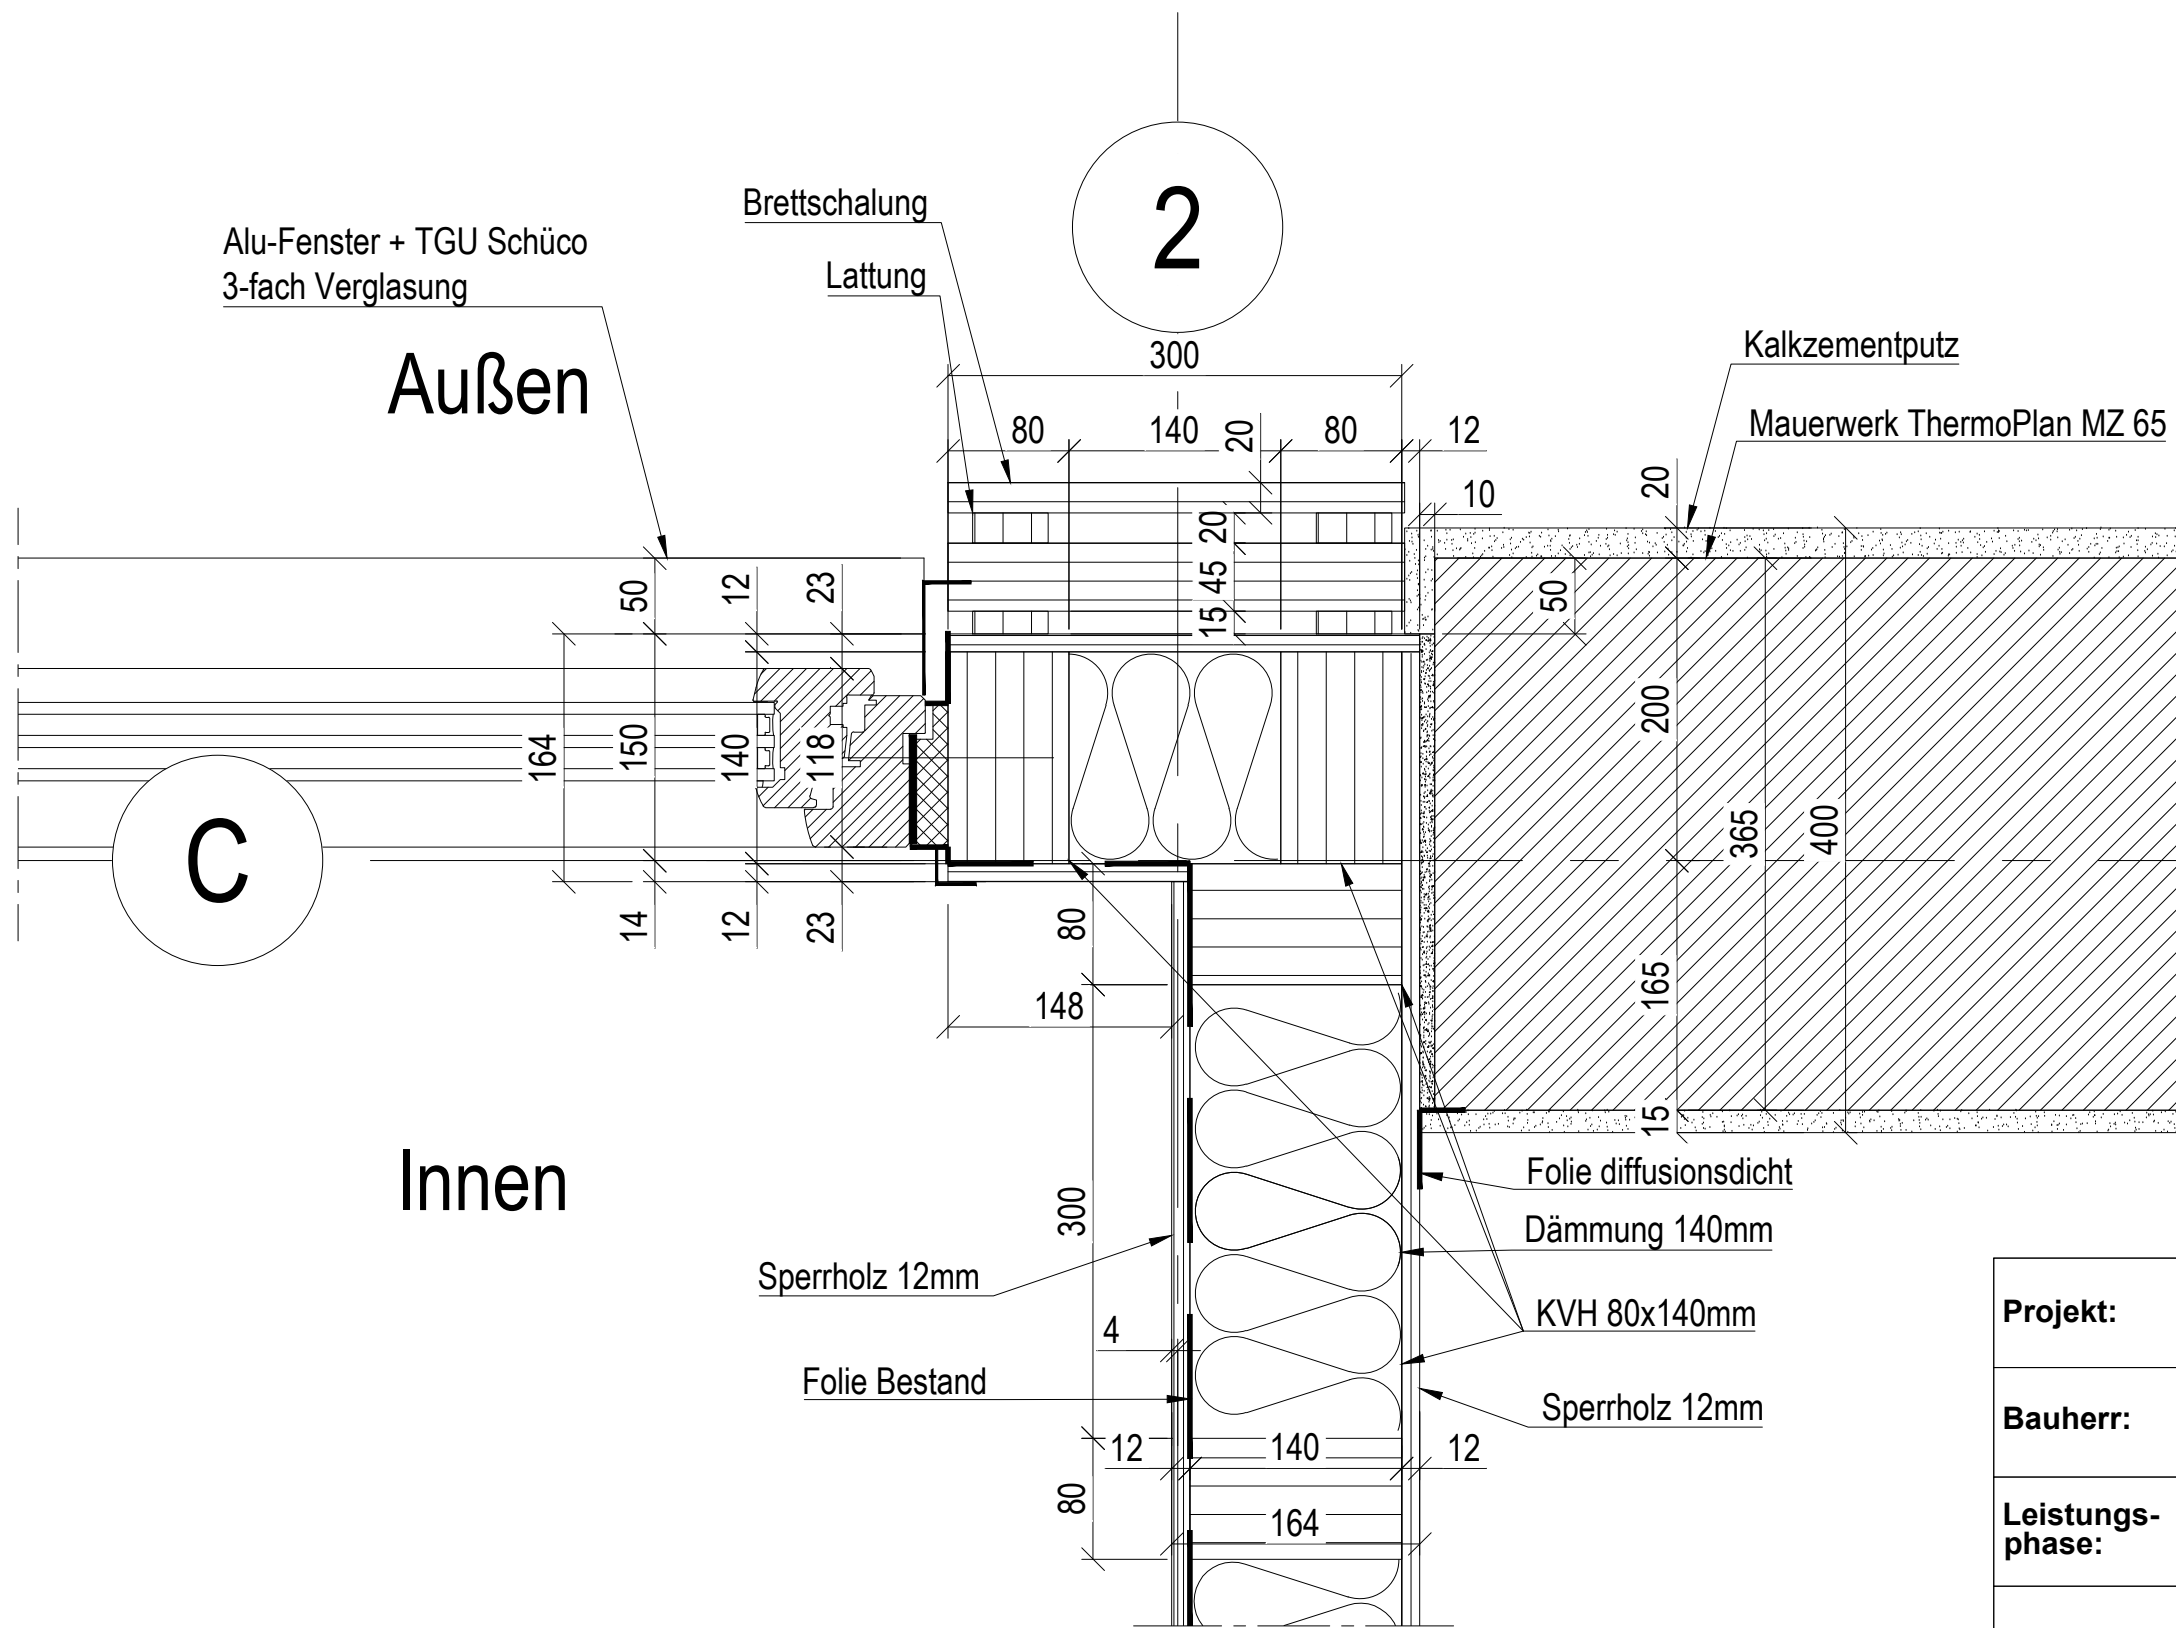 2
Brettschalung
Alu-Fenster + TGU Schüco
3-fach Verglasung
Lattung
Außen
300
Kalkzementputz
Mauerwerk ThermoPlan MZ 65
80
140
20
80
12
10
20
20
50
12
23
45
50
15
164
150
140
118
200
365
400
C
14
12
23
80
148
165
15
Innen
300
Folie diffusionsdicht
Dämmung 140mm
Sperrholz 12mm
KVH 80x140mm
4
Folie Bestand
Sperrholz 12mm
12
140
12
80
164
Projekt:
Bauherr:
Leistungs-
phase: